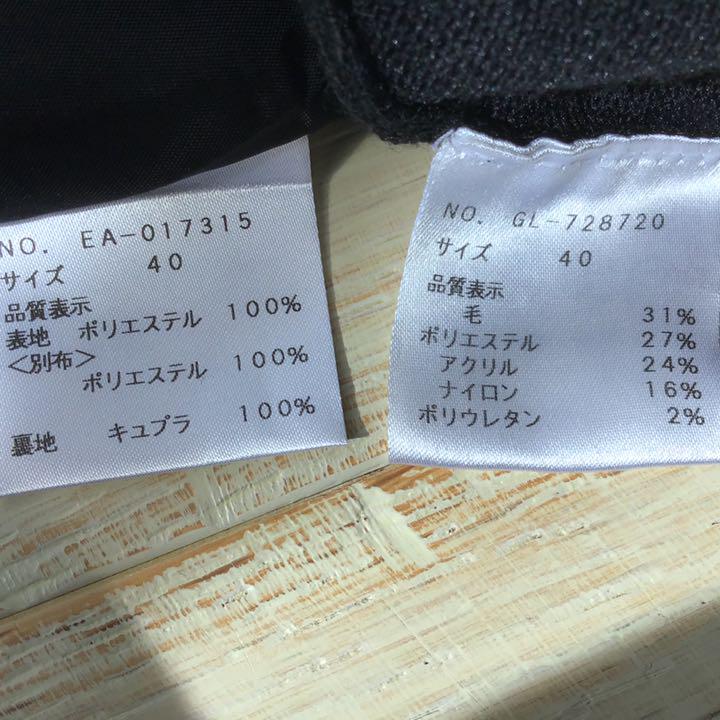 NO. EA-017315
サイズ 40
品質表示
表地 ポリエステル 100%
<別布>
ポリエステル 100%
裏地 キュプラ 100%
NO. GL-728720
サイズ 40
品質表示
毛 31%
ポリエステル 27%
アクリル 24%
ナイロン 16%
ポリウレタン 2%